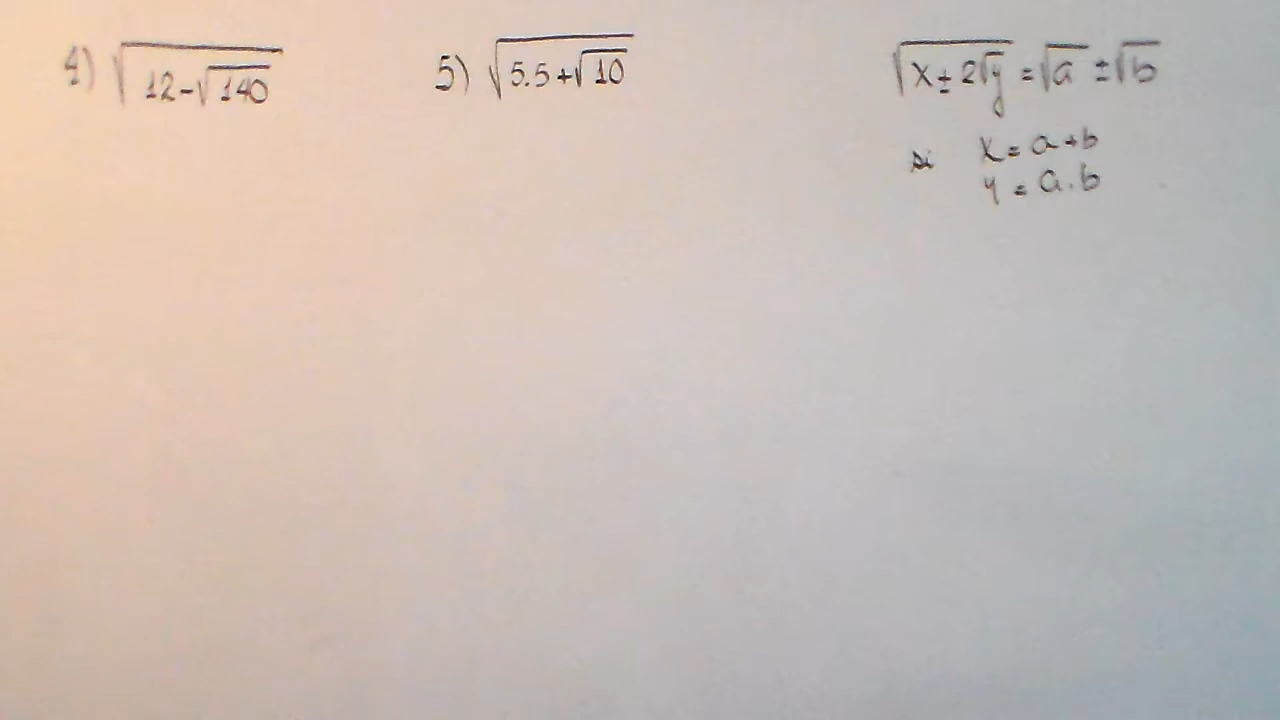 4) √(12-√140)
5) √(5.5+√10)
√(x±2√y) = √a ± √b
si x = a+b
y = a.b